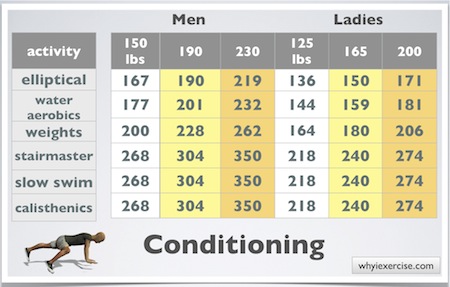 Men Ladies
activity 150 lbs 190 230 125 lbs 165 200
elliptical 167 190 219 136 150 171
water aerobics 177 201 232 144 159 181
weights 200 228 262 164 180 206
stairmaster 268 304 350 218 240 274
slow swim 268 304 350 218 240 274
calisthenics 268 304 350 218 240 274
Conditioning
whyiexercise.com